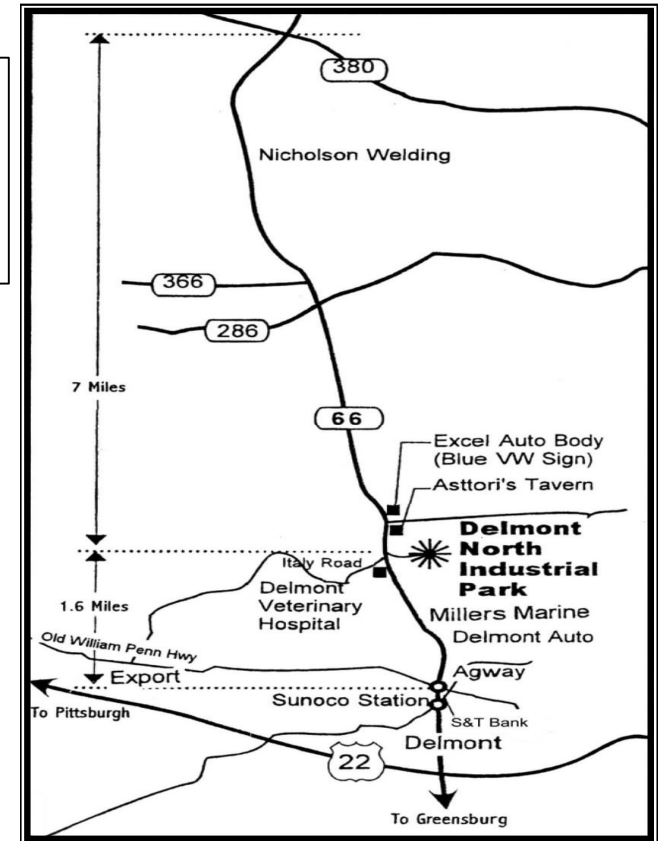 380
Nicholson Welding
366
286
7 Miles
66
Excel Auto Body
(Blue VW Sign)
Asttori's Tavern
Delmont
North
Industrial
Park
Italy Road
Delmont
Veterinary
Hospital
1.6 Miles
Millers Marine
Delmont Auto
Old William Penn Hwy
Export
Agway
Sunoco Station
To Pittsburgh
S&T Bank
Delmont
22
To Greensburg